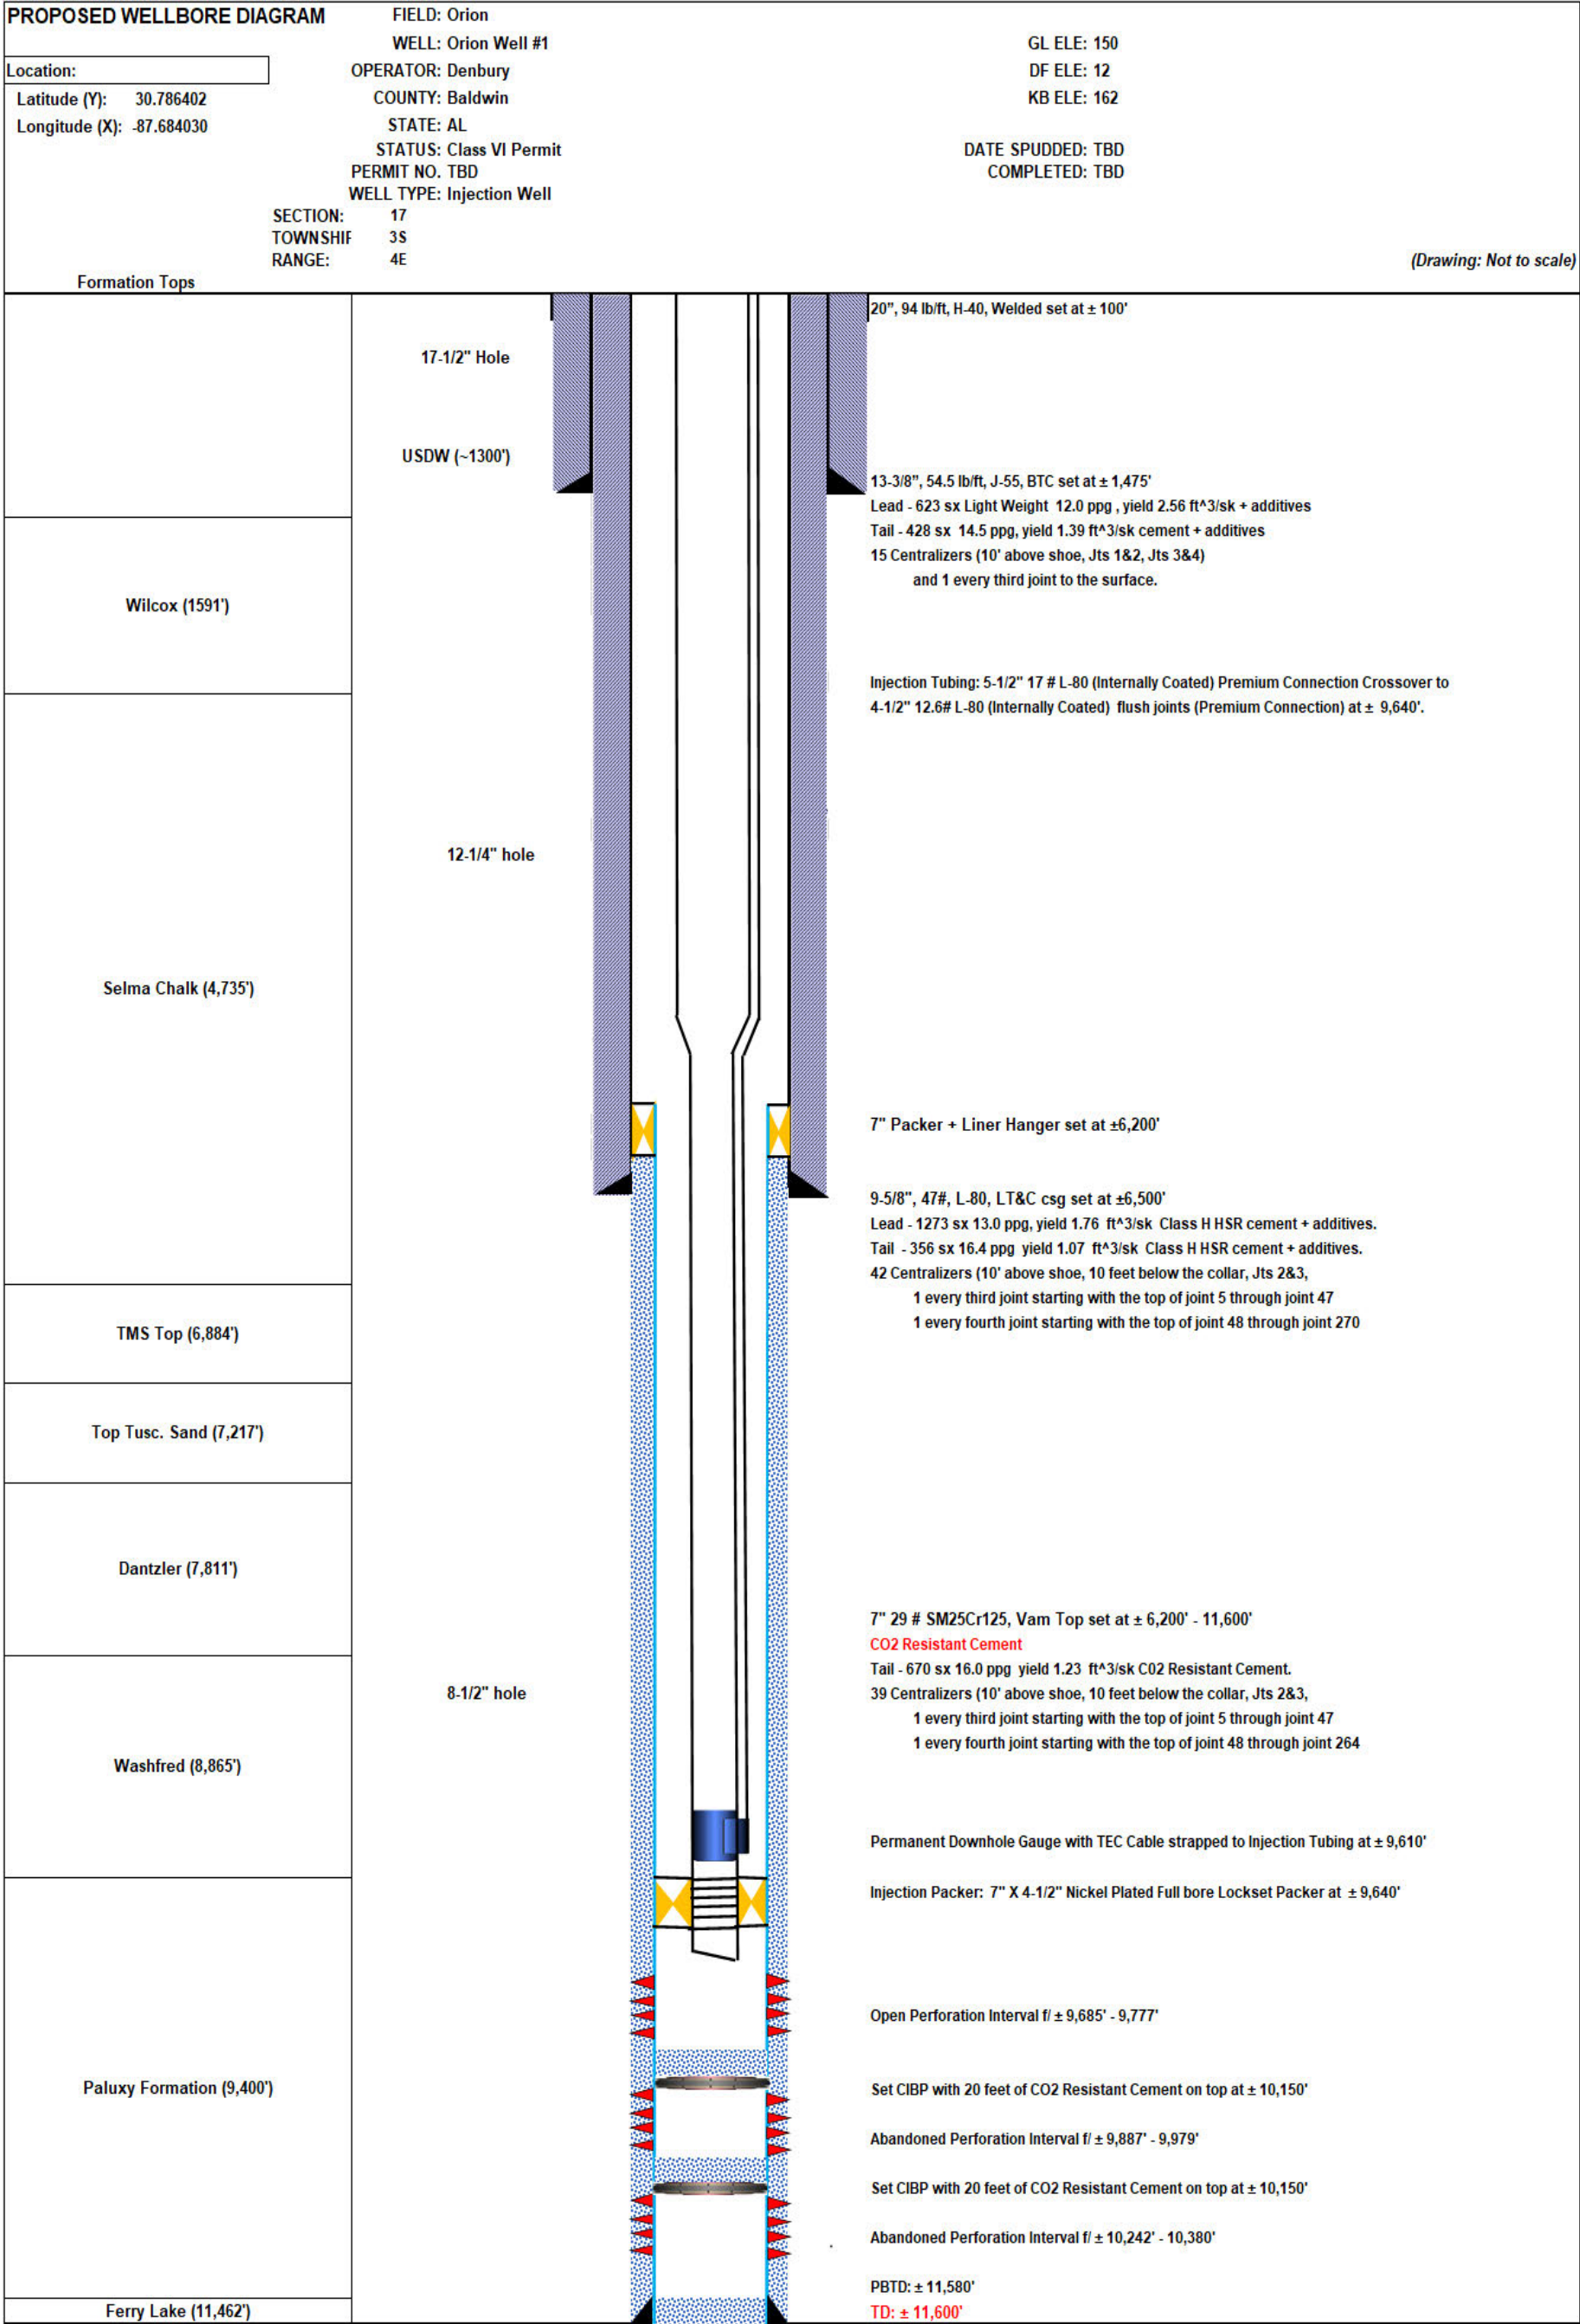 PROPOSED WELLBORE DIAGRAM
FIELD: Orion
WELL: Orion Well #1
GL ELE: 150
Location:
OPERATOR: Denbury
DF ELE: 12
Latitude (Y): 30.786402
COUNTY: Baldwin
KB ELE: 162
Longitude (X): -87.684030
STATE: AL
STATUS: Class VI Permit
DATE SPUDDED: TBD
PERMIT NO. TBD
COMPLETED: TBD
WELL TYPE: Injection Well
SECTION: 17
TOWNSHIF 3S
RANGE: 4E
(Drawing: Not to scale)
Formation Tops
20", 94 lb/ft, H-40, Welded set at ± 100'
17-1/2" Hole
USDW (~1300')
13-3/8", 54.5 lb/ft, J-55, BTC set at ± 1,475'
Lead - 623 sx Light Weight 12.0 ppg , yield 2.56 ft^3/sk + additives
Tail - 428 sx 14.5 ppg, yield 1.39 ft^3/sk cement + additives
15 Centralizers (10' above shoe, Jts 1&2, Jts 3&4)
and 1 every third joint to the surface.
Wilcox (1591')
Injection Tubing: 5-1/2" 17 # L-80 (Internally Coated) Premium Connection Crossover to
4-1/2" 12.6# L-80 (Internally Coated) flush joints (Premium Connection) at ± 9,640'.
12-1/4" hole
Selma Chalk (4,735')
7" Packer + Liner Hanger set at ±6,200'
9-5/8", 47#, L-80, LT&C csg set at ±6,500'
Lead - 1273 sx 13.0 ppg, yield 1.76 ft^3/sk Class H HSR cement + additives.
Tail - 356 sx 16.4 ppg yield 1.07 ft^3/sk Class H HSR cement + additives.
42 Centralizers (10' above shoe, 10 feet below the collar, Jts 2&3,
1 every third joint starting with the top of joint 5 through joint 47
1 every fourth joint starting with the top of joint 48 through joint 270
TMS Top (6,884')
Top Tusc. Sand (7,217')
Dantzler (7,811')
7" 29 # SM25Cr125, Vam Top set at ± 6,200' - 11,600'
CO2 Resistant Cement
Tail - 670 sx 16.0 ppg yield 1.23 ft^3/sk C02 Resistant Cement.
39 Centralizers (10' above shoe, 10 feet below the collar, Jts 2&3,
1 every third joint starting with the top of joint 5 through joint 47
1 every fourth joint starting with the top of joint 48 through joint 264
8-1/2" hole
Washfred (8,865')
Permanent Downhole Gauge with TEC Cable strapped to Injection Tubing at ± 9,610'
Injection Packer: 7" X 4-1/2" Nickel Plated Full bore Lockset Packer at ± 9,640'
Open Perforation Interval f/ ± 9,685' - 9,777'
Paluxy Formation (9,400')
Set CIBP with 20 feet of CO2 Resistant Cement on top at ± 10,150'
Abandoned Perforation Interval f/ ± 9,887' - 9,979'
Set CIBP with 20 feet of CO2 Resistant Cement on top at ± 10,150'
Abandoned Perforation Interval f/ ± 10,242' - 10,380'
PBTD: ± 11,580'
Ferry Lake (11,462')
TD: ± 11,600'